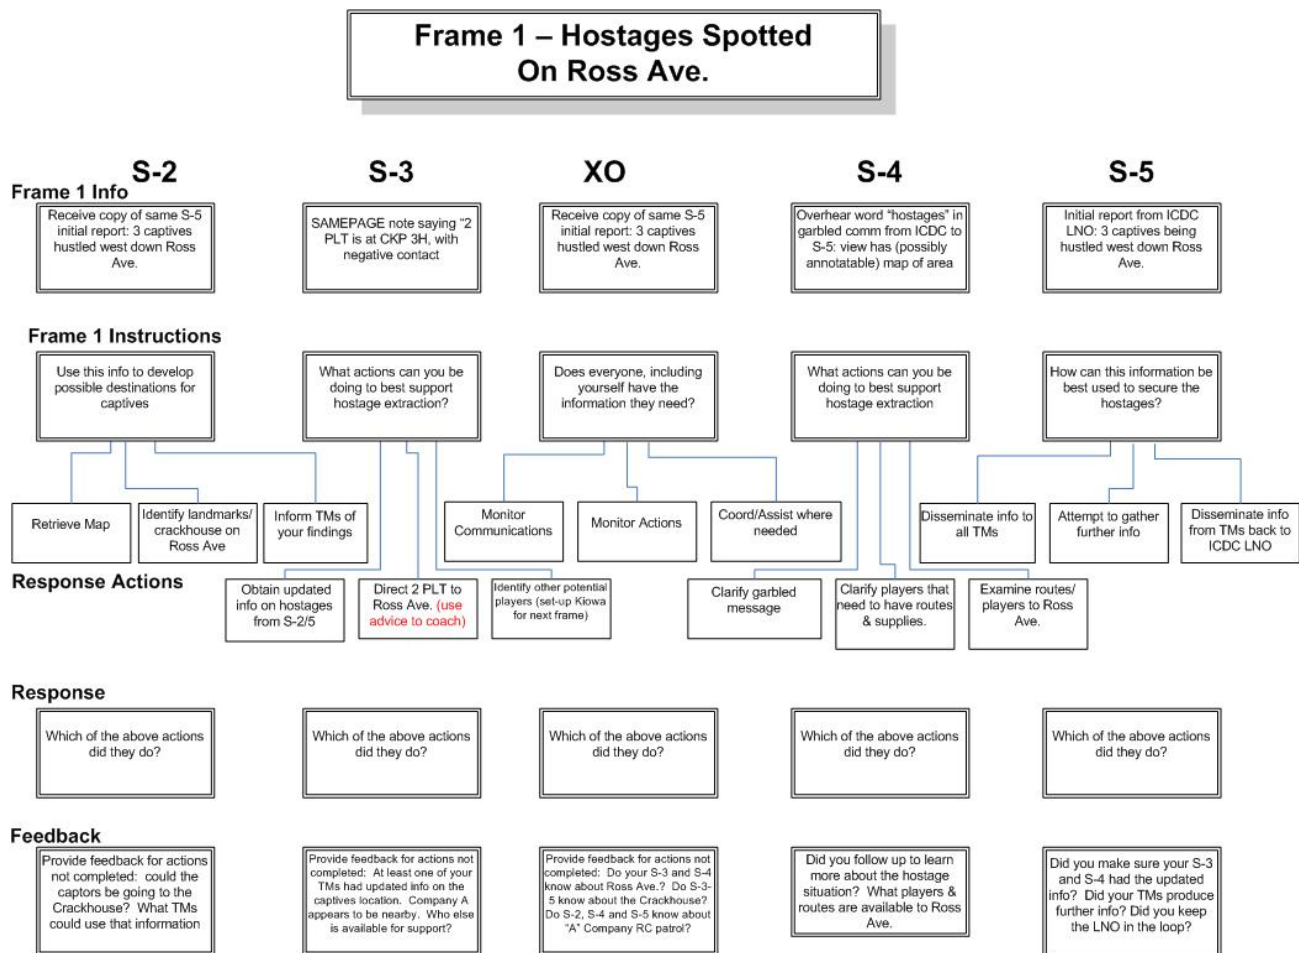 Frame 1 – Hostages Spotted
On Ross Ave.
S-2
S-3
XO
S-4
S-5
Frame 1 Info
Receive copy of same S-5
initial report: 3 captives
hustled west down Ross
Ave.
SAMEPAGE note saying "2
PLT is at CKP 3H, with
negative contact
Receive copy of same S-5
initial report: 3 captives
hustled west down Ross
Ave.
Overhear word "hostages" in
garbled comm from ICDC to
S-5: view has (possibly
annotatable) map of area
Initial report from ICDC
LNO: 3 captives being
hustled west down Ross
Ave.
Frame 1 Instructions
Use this info to develop
possible destinations for
captives
What actions can you be
doing to best support
hostage extraction?
Does everyone, including
yourself have the
information they need?
What actions can you be
doing to best support
hostage extraction
How can this information be
best used to secure the
hostages?
Retrieve Map
Identify landmarks/
crackhouse on
Ross Ave
Inform TMs of
your findings
Monitor
Communications
Monitor Actions
Coord/Assist where
needed
Disseminate info to
all TMs
Attempt to gather
further info
Disseminate info
from TMs back to
ICDC LNO
Response Actions
Obtain updated
info on hostages
from S-2/5
Direct 2 PLT to
Ross Ave. (use
advice to coach)
Identify other potential
players (set-up Kiowa
for next frame)
Clarify garbled
message
Clarify players that
need to have routes
& supplies.
Examine routes/
players to Ross
Ave.
Response
Which of the above actions
did they do?
Which of the above actions
did they do?
Which of the above actions
did they do?
Which of the above actions
did they do?
Which of the above actions
did they do?
Feedback
Provide feedback for actions
not completed: could the
captors be going to the
Crackhouse? What TMs
could use that information
Provide feedback for actions not
completed: At least one of your
TMs had updated info on the
captives location. Company A
appears to be nearby. Who else
is available for support?
Provide feedback for actions not
completed: Do your S-3 and S-4
know about Ross Ave.? Do S-3-
5 know about the Crackhouse?
Do S-2, S-4 and S-5 know about
"A" Company RC patrol?
Did you follow up to learn
more about the hostage
situation? What players &
routes are available to Ross
Ave.
Did you make sure your S-3
and S-4 had the updated
info? Did your TMs produce
further info? Did you keep
the LNO in the loop?